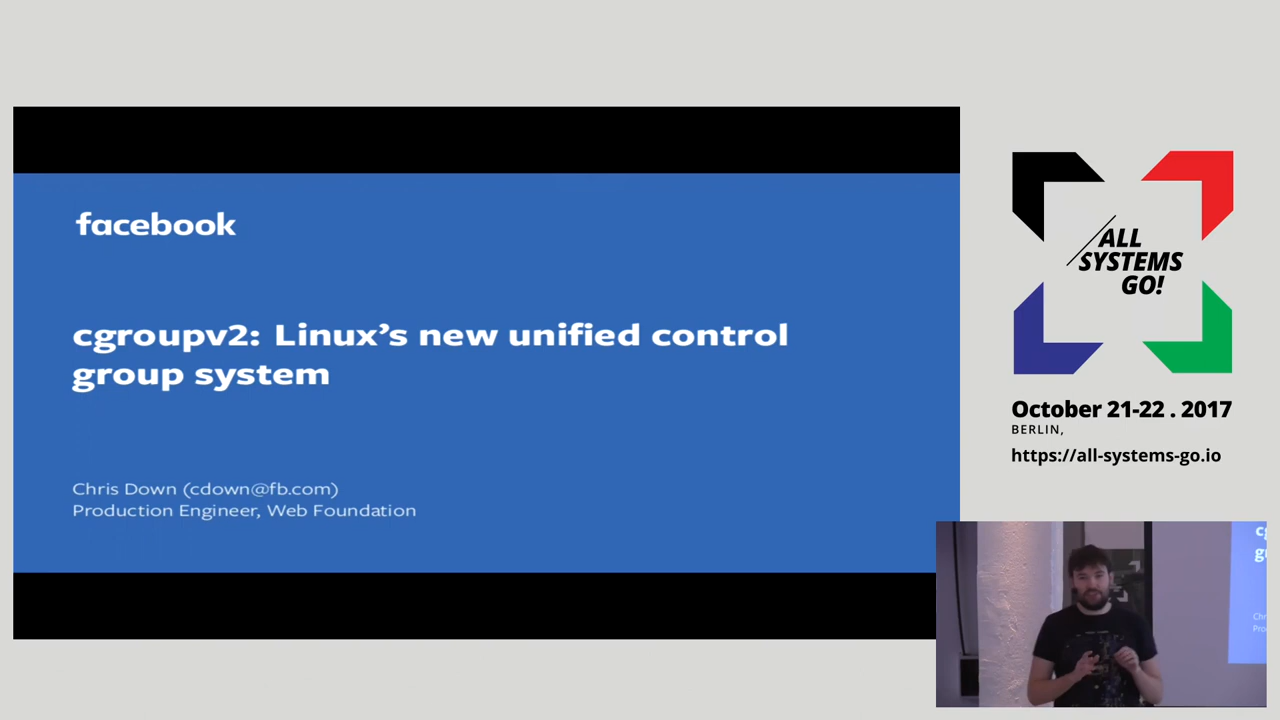 facebook
cgroupv2: Linux's new unified control
group system
Chris Down (cdown@fb.com)
Production Engineer, Web Foundation
ALL
SYSTEMS
GO!
October 21-22 . 2017
BERLIN,
https://all-systems-go.io